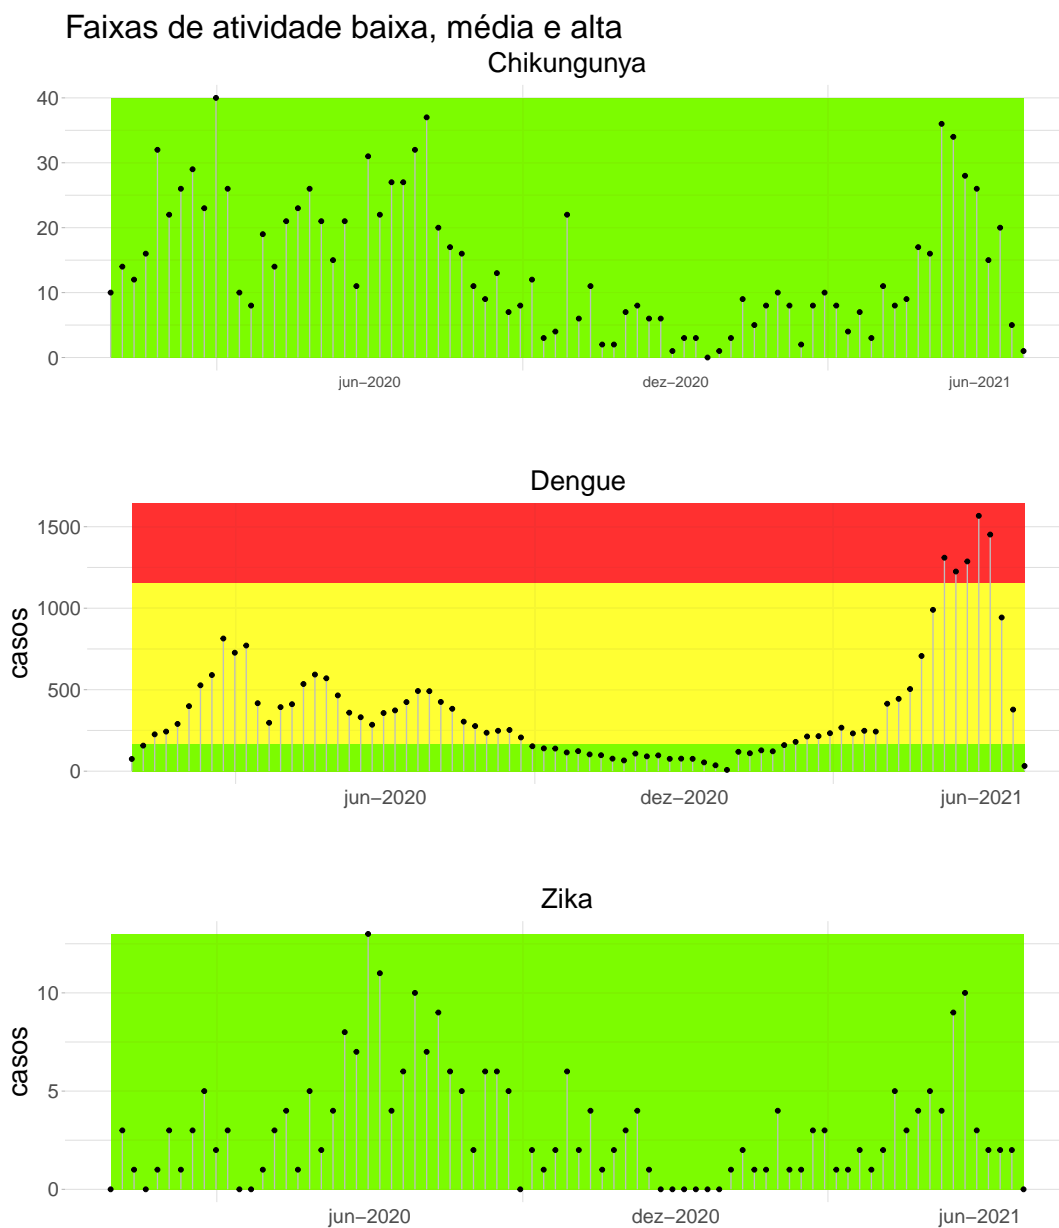 Faixas de atividade baixa, média e alta
Chikungunya
40
30
20
10
0
jun−2020 dez−2020 jun−2021
Dengue
casos
1500
1000
500
0
jun−2020 dez−2020 jun−2021
Zika
casos
10
5
0
jun−2020 dez−2020 jun−2021